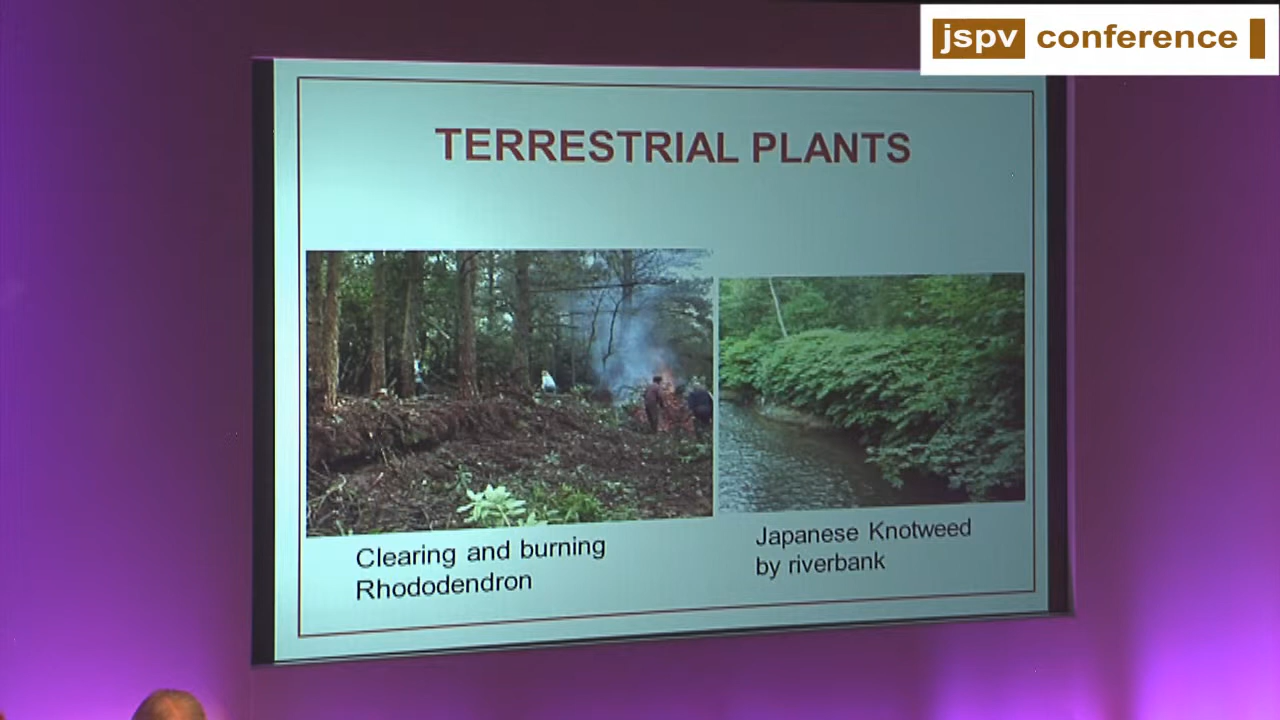 jspv conference
TERRESTRIAL PLANTS
Clearing and burning
Rhododendron
Japanese Knotweed
by riverbank